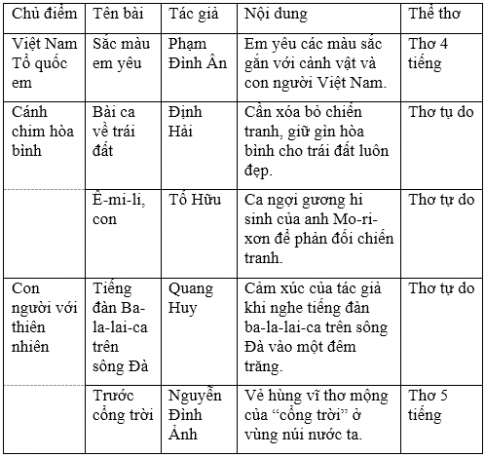 Chủ điểm Tên bài Tác giả Nội dung Thể thơ
Việt Nam Sắc màu Phạm Em yêu các màu sắc Thơ 4
Tổ quốc em yêu Đình Ân gắn với cảnh vật và tiếng
em con người Việt Nam.
Cánh Bài ca Định Cần xóa bỏ chiến Thơ tự do
chim hòa về trái Hải tranh, giữ gìn hòa
bình đất bình cho trái đất luôn
đẹp.
Ê-mi-li, Tố Hữu Ca ngợi gương hi Thơ tự do
con sinh của anh Mo-ri-
xơn để phản đối chiến
tranh.
Con Tiếng Quang Cảm xúc của tác giả Thơ tự do
người với đàn Ba- Huy khi nghe tiếng đàn
thiên la-lai-ca ba-la-lai-ca trên sông
nhiên trên Đà vào một đêm
sông Đà trăng.
Trước Nguyễn Vẻ hùng vĩ thơ mộng Thơ 5
cổng trời Đình của “cổng trời” ở tiếng
Ảnh vùng núi nước ta.